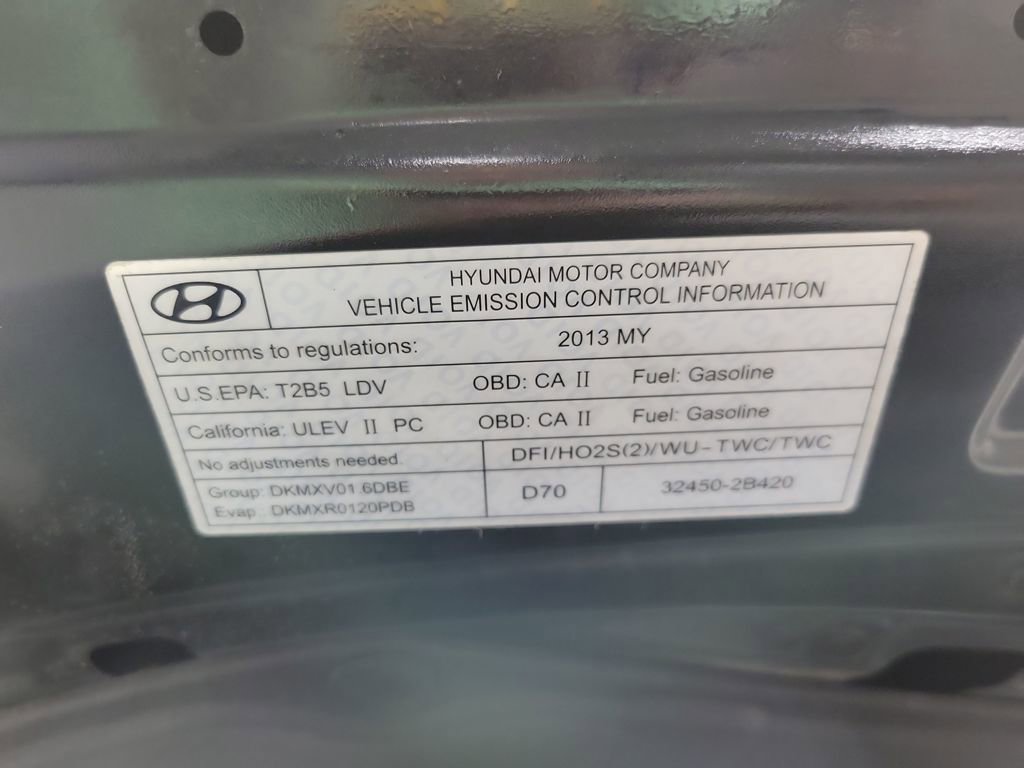 HYUNDAI MOTOR COMPANY
VEHICLE EMISSION CONTROL INFORMATION
Conforms to regulations: 2013 MY
U.S.EPA: T2B5 LDV OBD: CA II Fuel: Gasoline
California: ULEV II PC OBD: CA II Fuel: Gasoline
No adjustments needed. DFI/HO2S(2)/WU-TWC/TWC
Group: DKMXV01.6DBE D70 32450-2B420
Evap: DKMXR0120PDB